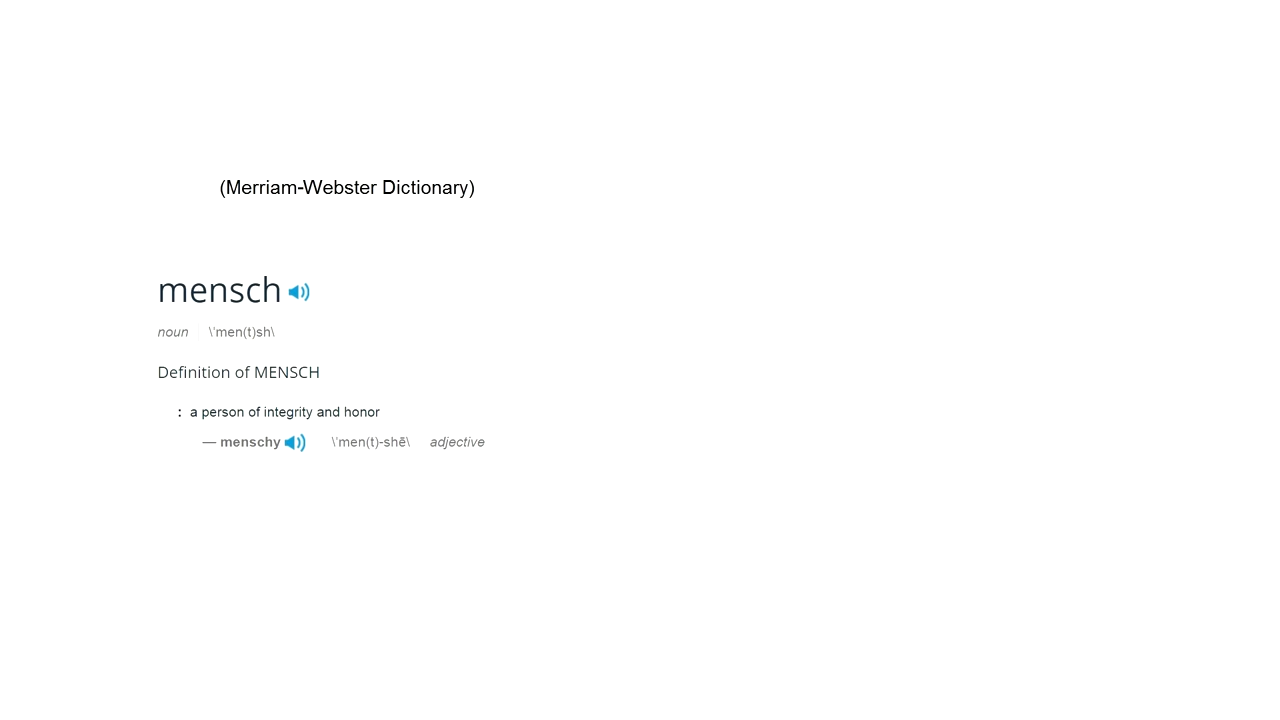 (Merriam-Webster Dictionary)
mensch
noun \ˈmen(t)sh\
Definition of MENSCH
: a person of integrity and honor
— menschy \ˈmen(t)-shē\ adjective